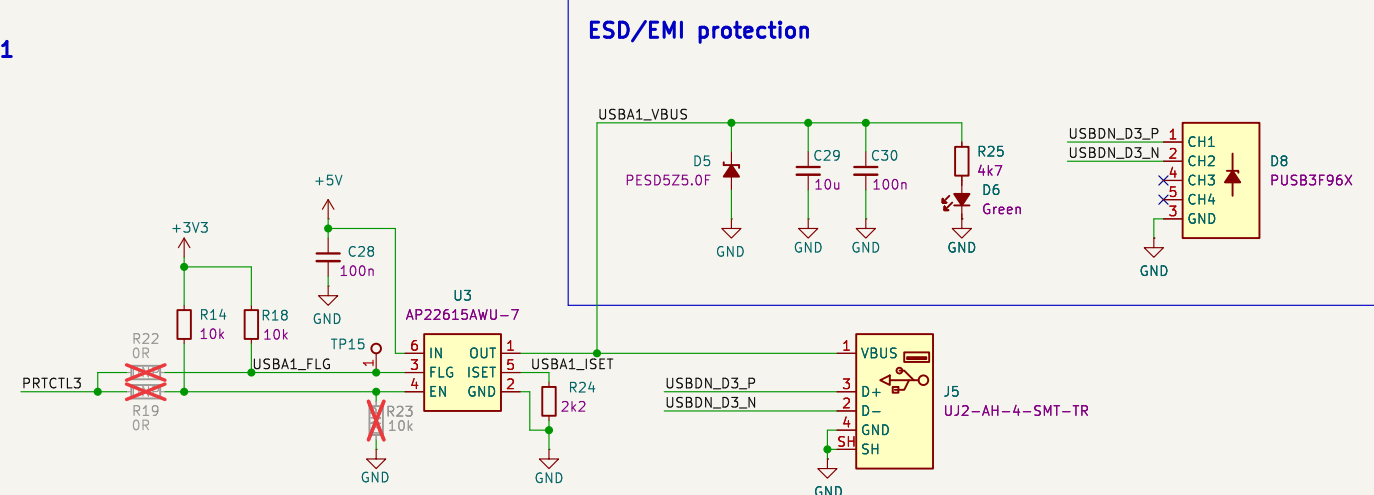 1
ESD/EMI protection
USBA1_VBUS
D5
PESD5Z5.0F
C29
10u
C30
100n
R25
4k7
D6
Green
GND
GND
GND
GND
USBDN_D3_P
USBDN_D3_N
1
2
4
5
3
CH1
CH2
CH3
CH4
GND
D8
PUSB3F96X
GND
+5V
+3V3
C28
100n
GND
R14
10k
R18
10k
R22
0R
R19
0R
PRTCTL3
USBA1_FLG
TP15
1
R23
10k
GND
U3
AP22615AWU-7
6
3
4
IN
FLG
EN
OUT
ISET
GND
1
5
2
USBA1_ISET
R24
2k2
GND
USBDN_D3_P
USBDN_D3_N
1
3
2
4
SH
VBUS
D+
D-
GND
SH
J5
UJ2-AH-4-SMT-TR
GND